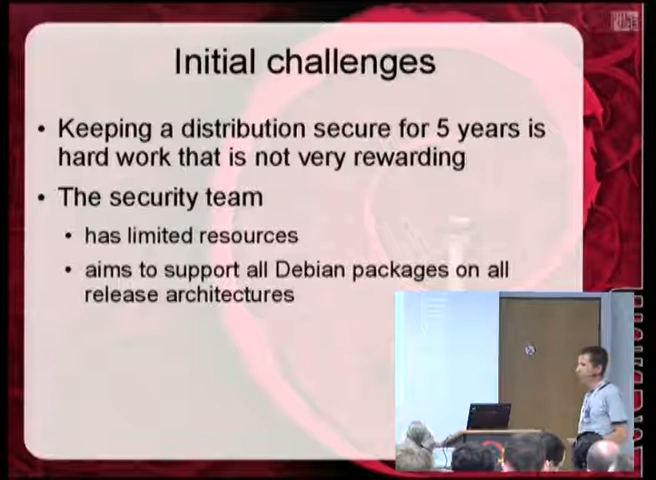 Initial challenges
• Keeping a distribution secure for 5 years is
hard work that is not very rewarding
• The security team
• has limited resources
• aims to support all Debian packages on all
release architectures